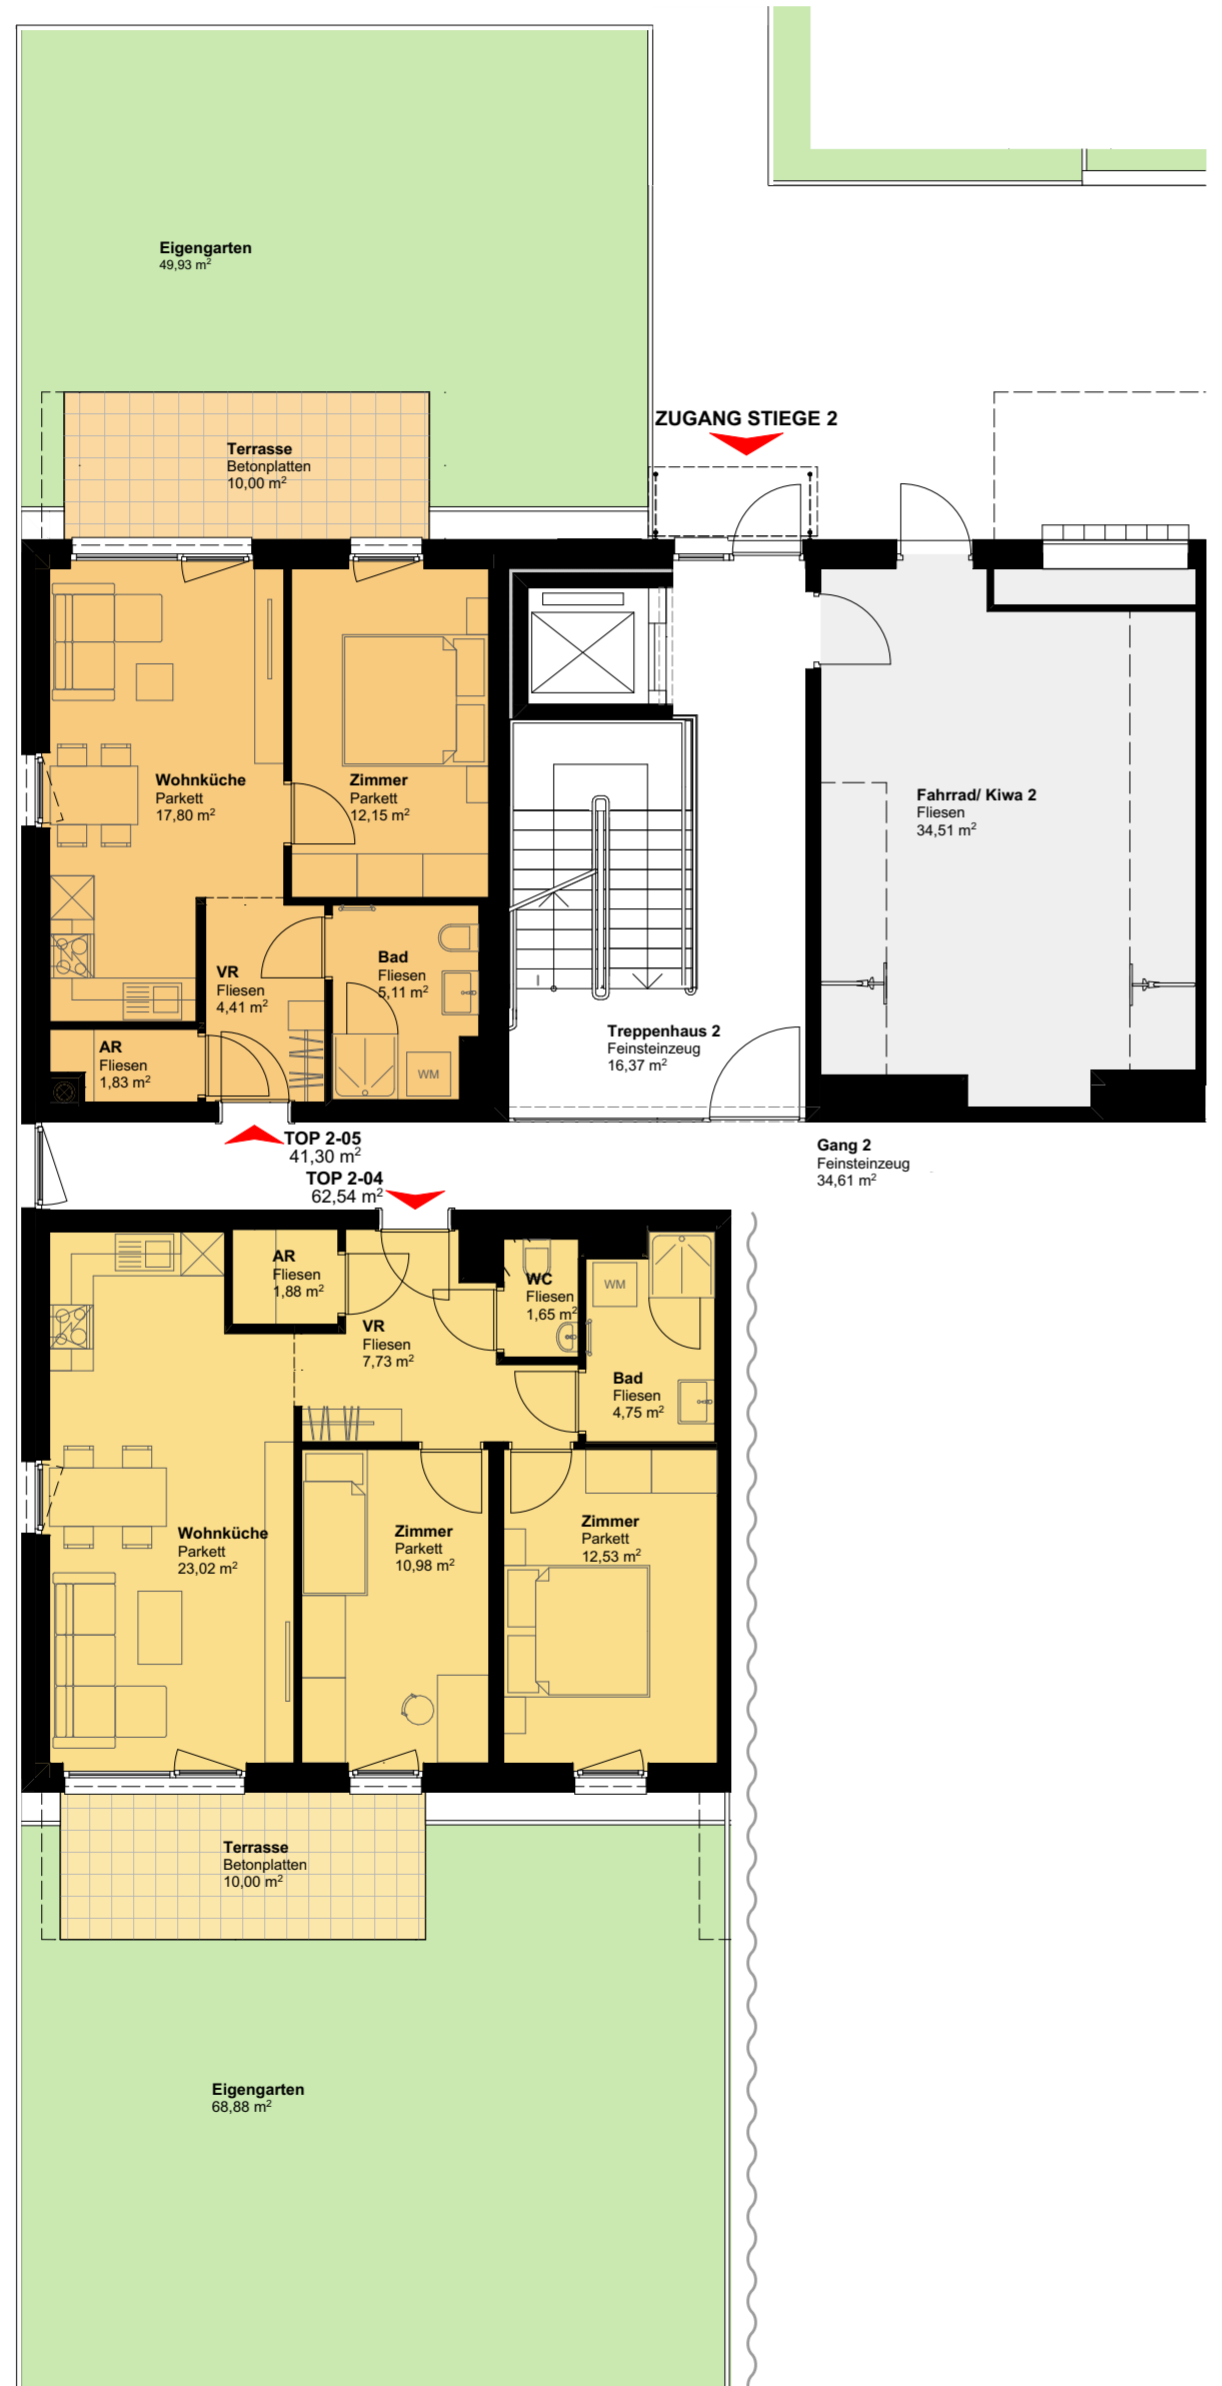 Eigengarten
49,93 m²
ZUGANG STIEGE 2
Terrasse
Betonplatten
10,00 m²
Wohnküche
Parkett
17,80 m²
Zimmer
Parkett
12,15 m²
Fahrrad/ Kiwa 2
Fliesen
34,51 m²
Bad
Fliesen
5,11 m²
VR
Fliesen
4,41 m²
AR
Fliesen
1,83 m²
WM
Treppenhaus 2
Feinsteinzeug
16,37 m²
TOP 2-05
41,30 m²
TOP 2-04
62,54 m²
Gang 2
Feinsteinzeug
34,61 m²
AR
Fliesen
1,88 m²
WC
Fliesen
1,65 m²
WM
VR
Fliesen
7,73 m²
Bad
Fliesen
4,75 m²
Wohnküche
Parkett
23,02 m²
Zimmer
Parkett
10,98 m²
Zimmer
Parkett
12,53 m²
Terrasse
Betonplatten
10,00 m²
Eigengarten
68,88 m²